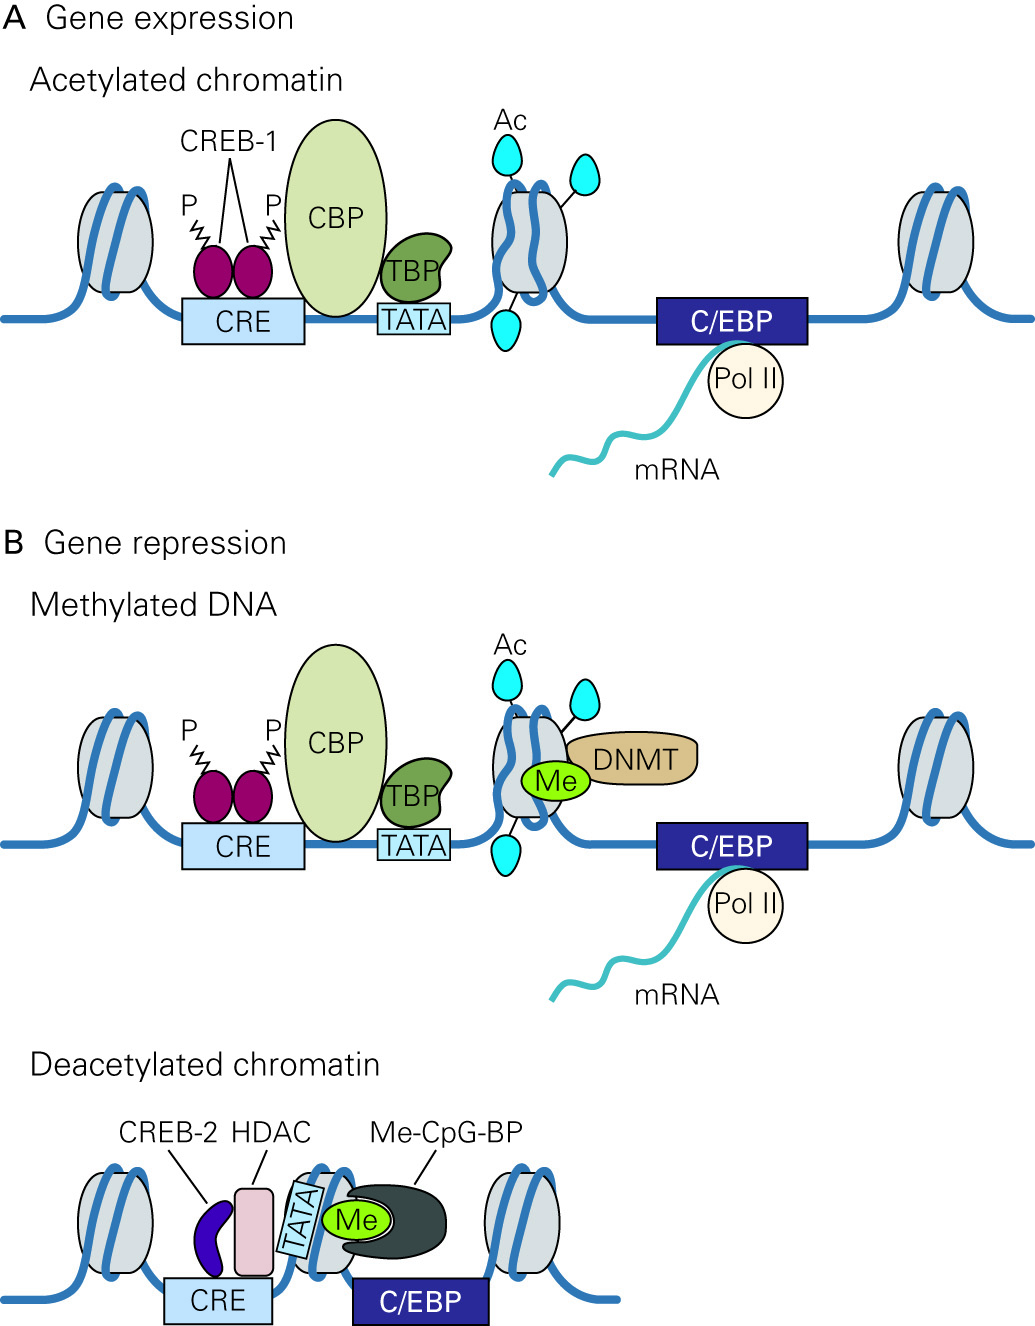 A Gene expression
Acetylated chromatin
Ac
CREB-1
P P
CBP
TBP
CRE
TATA
C/EBP
Pol II
mRNA
B Gene repression
Methylated DNA
Ac
P P
CBP
DNMT
Me
TBP
CRE
TATA
C/EBP
Pol II
mRNA
Deacetylated chromatin
CREB-2 HDAC Me-CpG-BP
TATA
Me
CRE
C/EBP